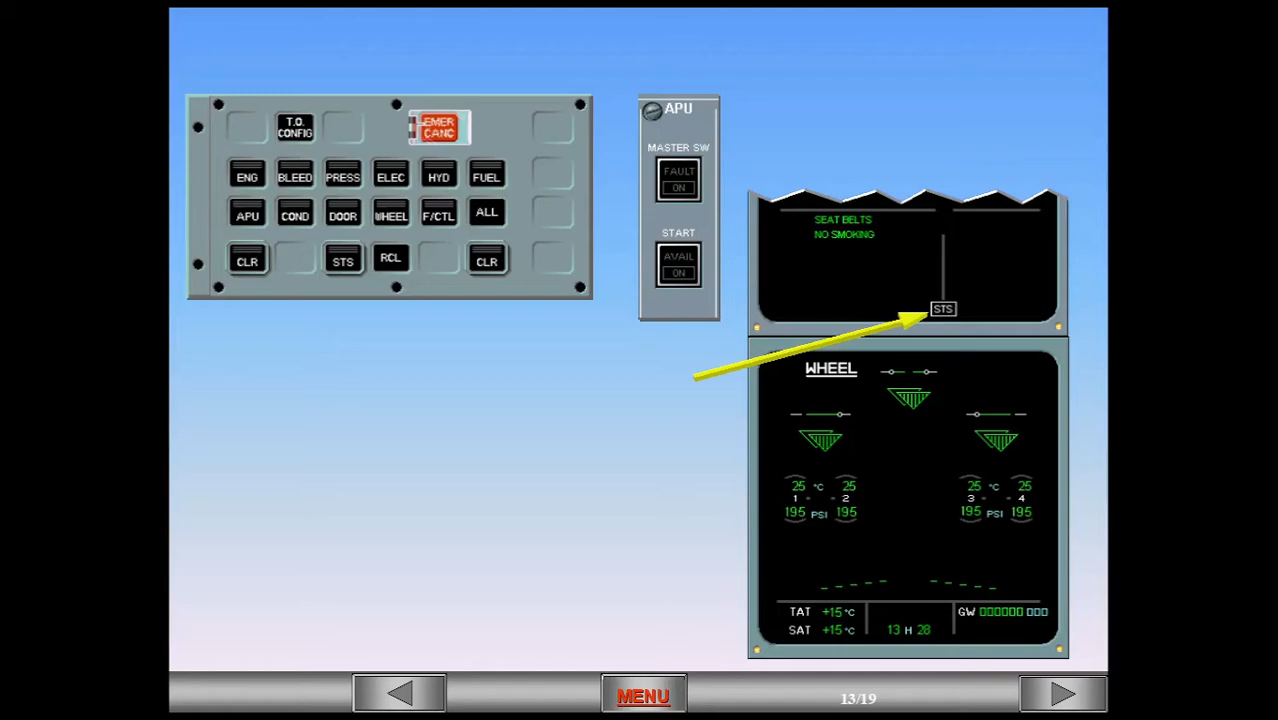 T.O.
CONFIG
EMER
CANC
ENG BLEED PRESS ELEC HYD FUEL
APU COND DOOR WHEEL F/CTL ALL
CLR STS RCL CLR
APU
MASTER SW
FAULT
ON
START
AVAIL
ON
SEAT BELTS
NO SMOKING
STS
WHEEL
25 °C 25 25 °C 25
1 - - 2 3 - - 4
195 PSI 195 195 PSI 195
TAT +15 °C GW
SAT +15 °C 13 H 28
MENU
13/19